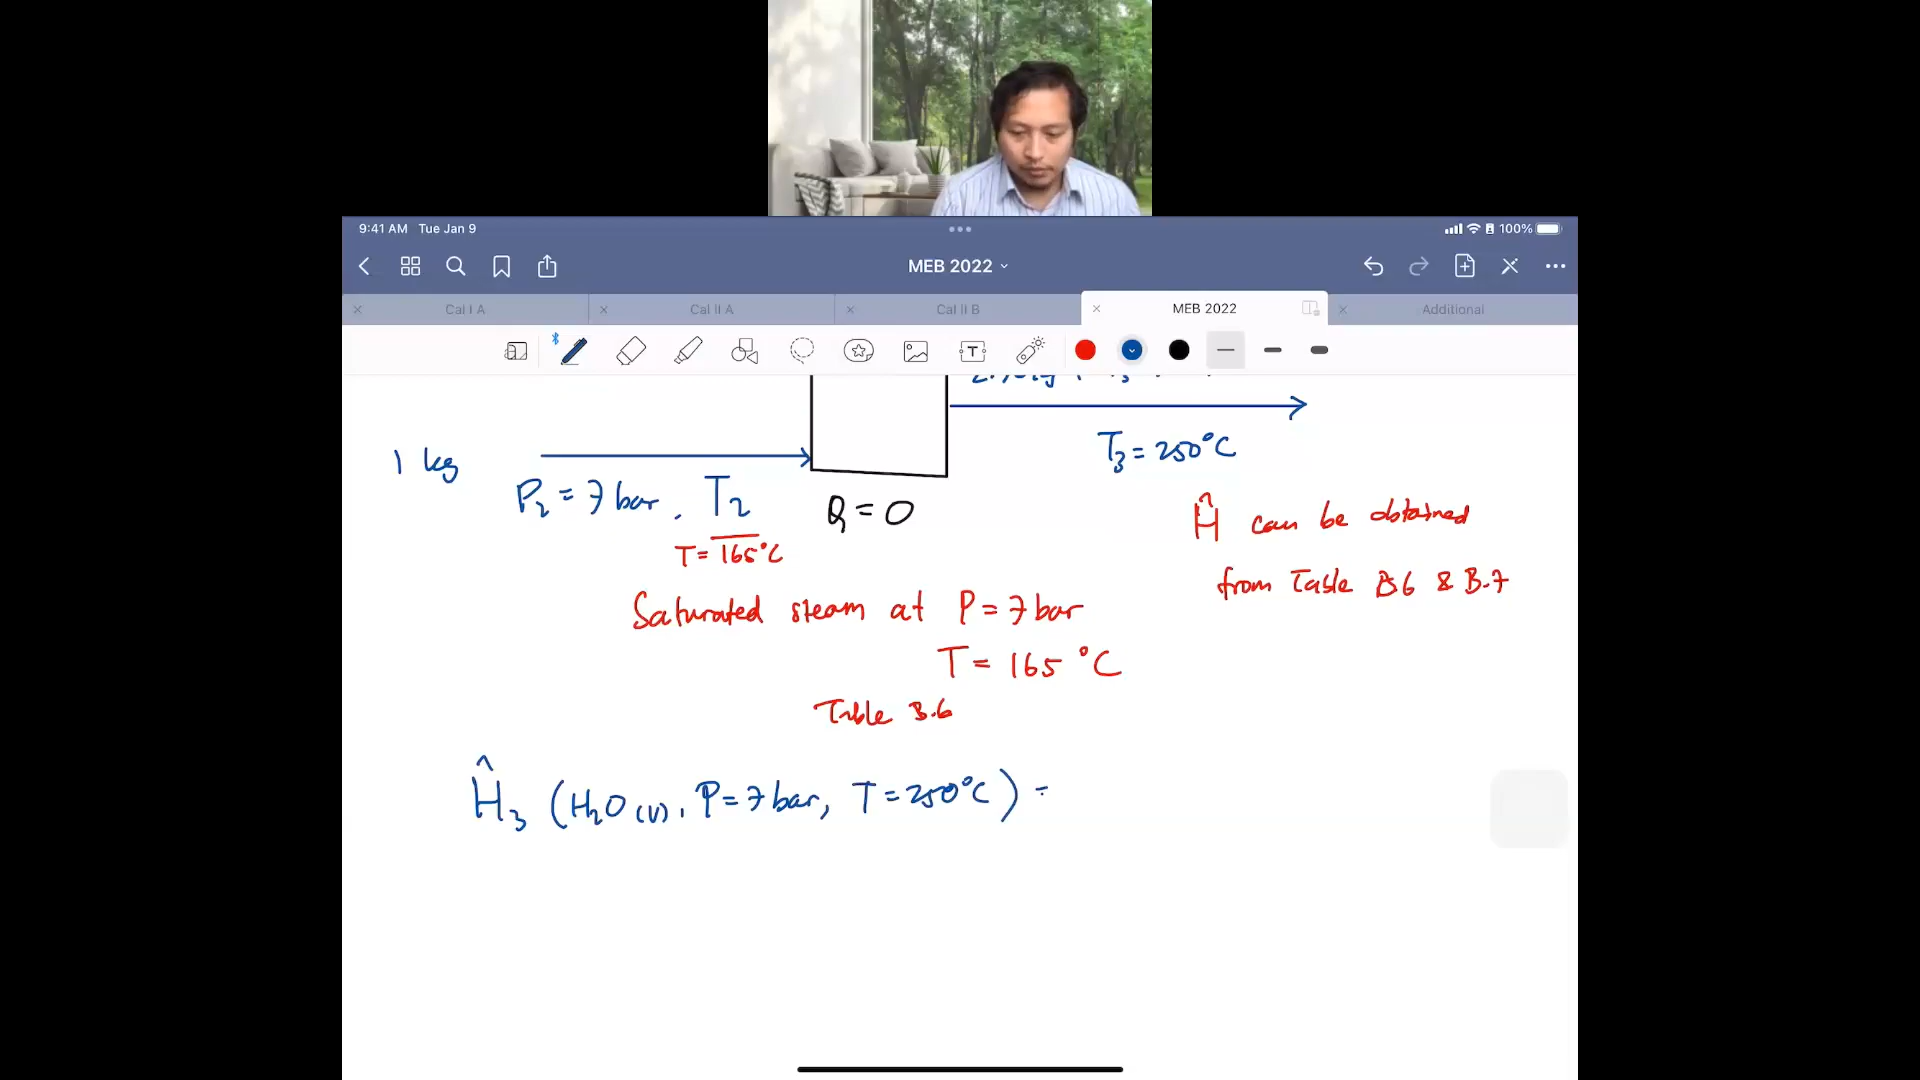 9:41 AM Tue Jan 9
100%
MEB 2022
Cal I A
Cal II A
Cal II B
MEB 2022
Additional
T
1 kg
P₂ = 7 bar, T₂
T = 165°C
Q = 0
T₃ = 250°C
Ĥ can be obtained
from Table B.6 & B.7
Saturated steam at P = 7 bar
T = 165 °C
Table B.6
Ĥ₃ (H₂O (v), P = 7 bar, T = 250°C) =